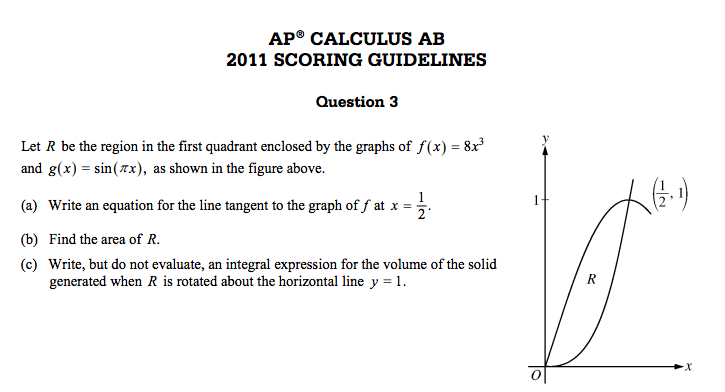 AP® CALCULUS AB
2011 SCORING GUIDELINES
Question 3
Let R be the region in the first quadrant enclosed by the graphs of f(x) = 8x³
and g(x) = sin(πx), as shown in the figure above.
(a) Write an equation for the line tangent to the graph of f at x = 1/2.
(b) Find the area of R.
(c) Write, but do not evaluate, an integral expression for the volume of the solid
generated when R is rotated about the horizontal line y = 1.
y
1
(1/2, 1)
R
O
x